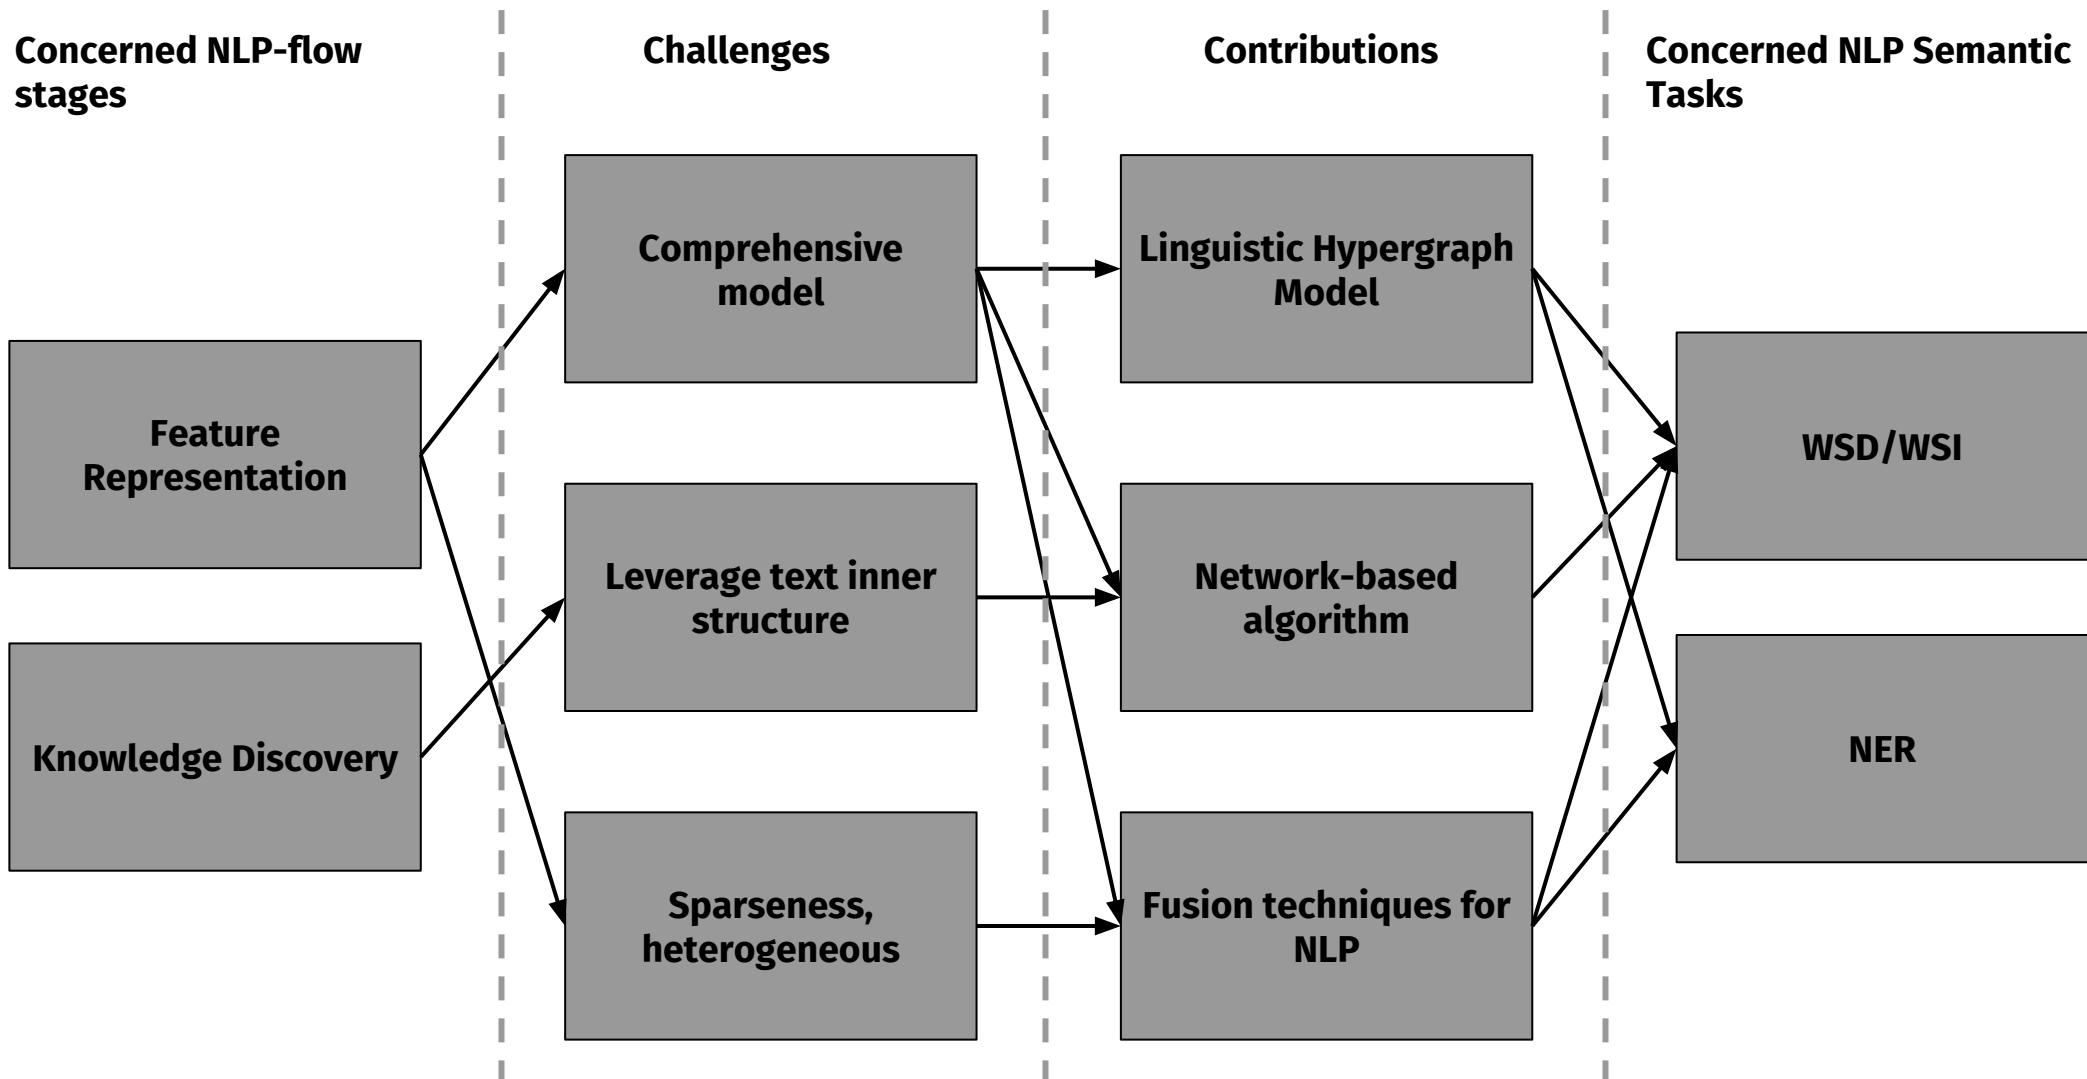 Concerned NLP-flow
stages
Challenges
Contributions
Concerned NLP Semantic
Tasks
Feature
Representation
Knowledge Discovery
Comprehensive
model
Leverage text inner
structure
Sparseness,
heterogeneous
Linguistic Hypergraph
Model
Network-based
algorithm
Fusion techniques for
NLP
WSD/WSI
NER